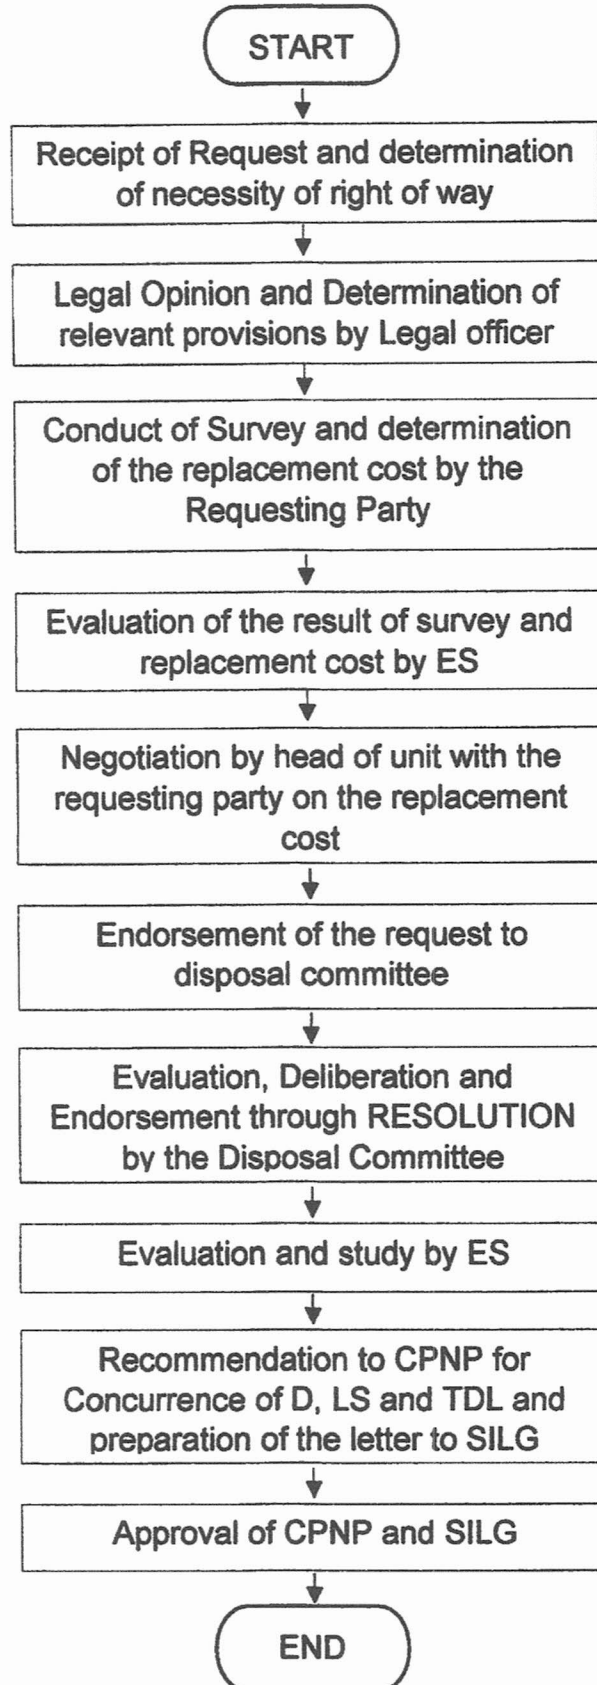 START
Receipt of Request and determination
of necessity of right of way
Legal Opinion and Determination of
relevant provisions by Legal officer
Conduct of Survey and determination
of the replacement cost by the
Requesting Party
Evaluation of the result of survey and
replacement cost by ES
Negotiation by head of unit with the
requesting party on the replacement
cost
Endorsement of the request to
disposal committee
Evaluation, Deliberation and
Endorsement through RESOLUTION
by the Disposal Committee
Evaluation and study by ES
Recommendation to CPNP for
Concurrence of D, LS and TDL and
preparation of the letter to SILG
Approval of CPNP and SILG
END